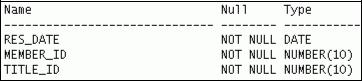 Name Null Type
------------------------------ -------- ----------
RES_DATE NOT NULL DATE
MEMBER_ID NOT NULL NUMBER(10)
TITLE_ID NOT NULL NUMBER(10)